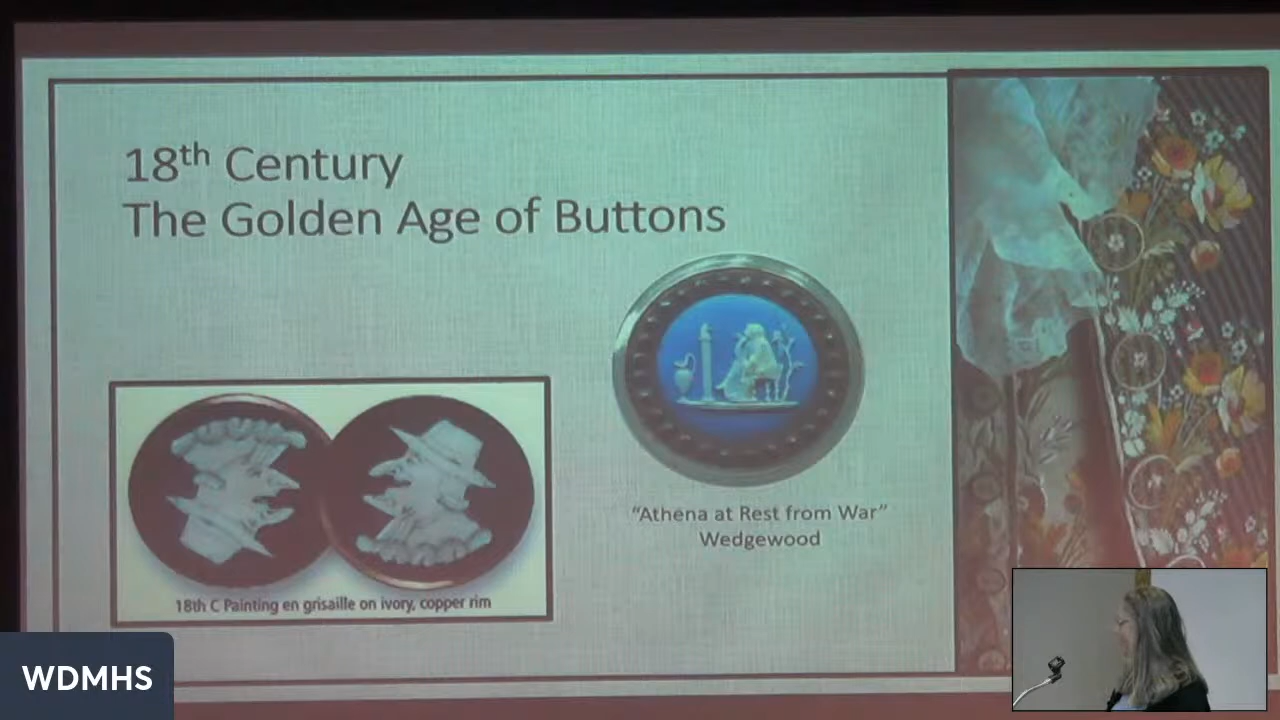 18th Century
The Golden Age of Buttons
"Athena at Rest from War"
Wedgewood
18th C Painting en grisaille on ivory, copper rim
WDMHS